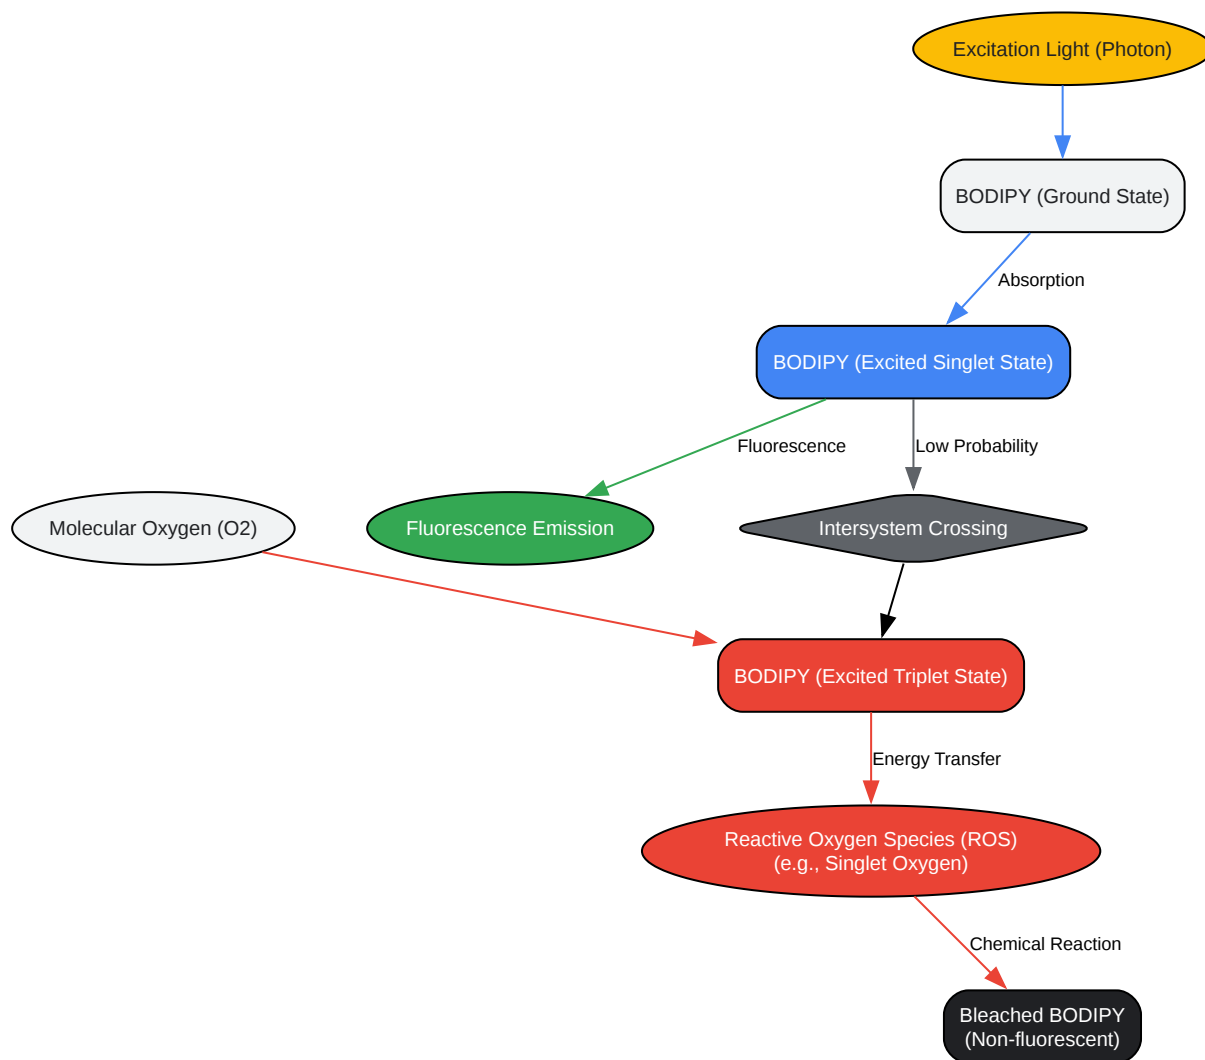 Excitation Light (Photon)
BODIPY (Ground State)
Absorption
BODIPY (Excited Singlet State)
Fluorescence
Low Probability
Molecular Oxygen (O2)
Fluorescence Emission
Intersystem Crossing
BODIPY (Excited Triplet State)
Energy Transfer
Reactive Oxygen Species (ROS)
(e.g., Singlet Oxygen)
Chemical Reaction
Bleached BODIPY
(Non-fluorescent)